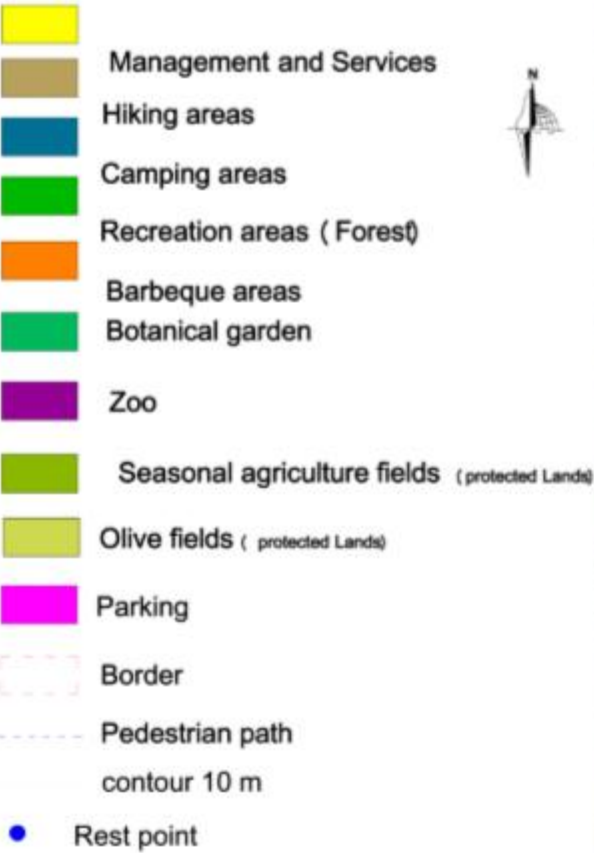 N
Management and Services
Hiking areas
Camping areas
Recreation areas ( Forest)
Barbeque areas
Botanical garden
Zoo
Seasonal agriculture fields ( protected Lands)
Olive fields ( protected Lands)
Parking
Border
Pedestrian path
contour 10 m
Rest point